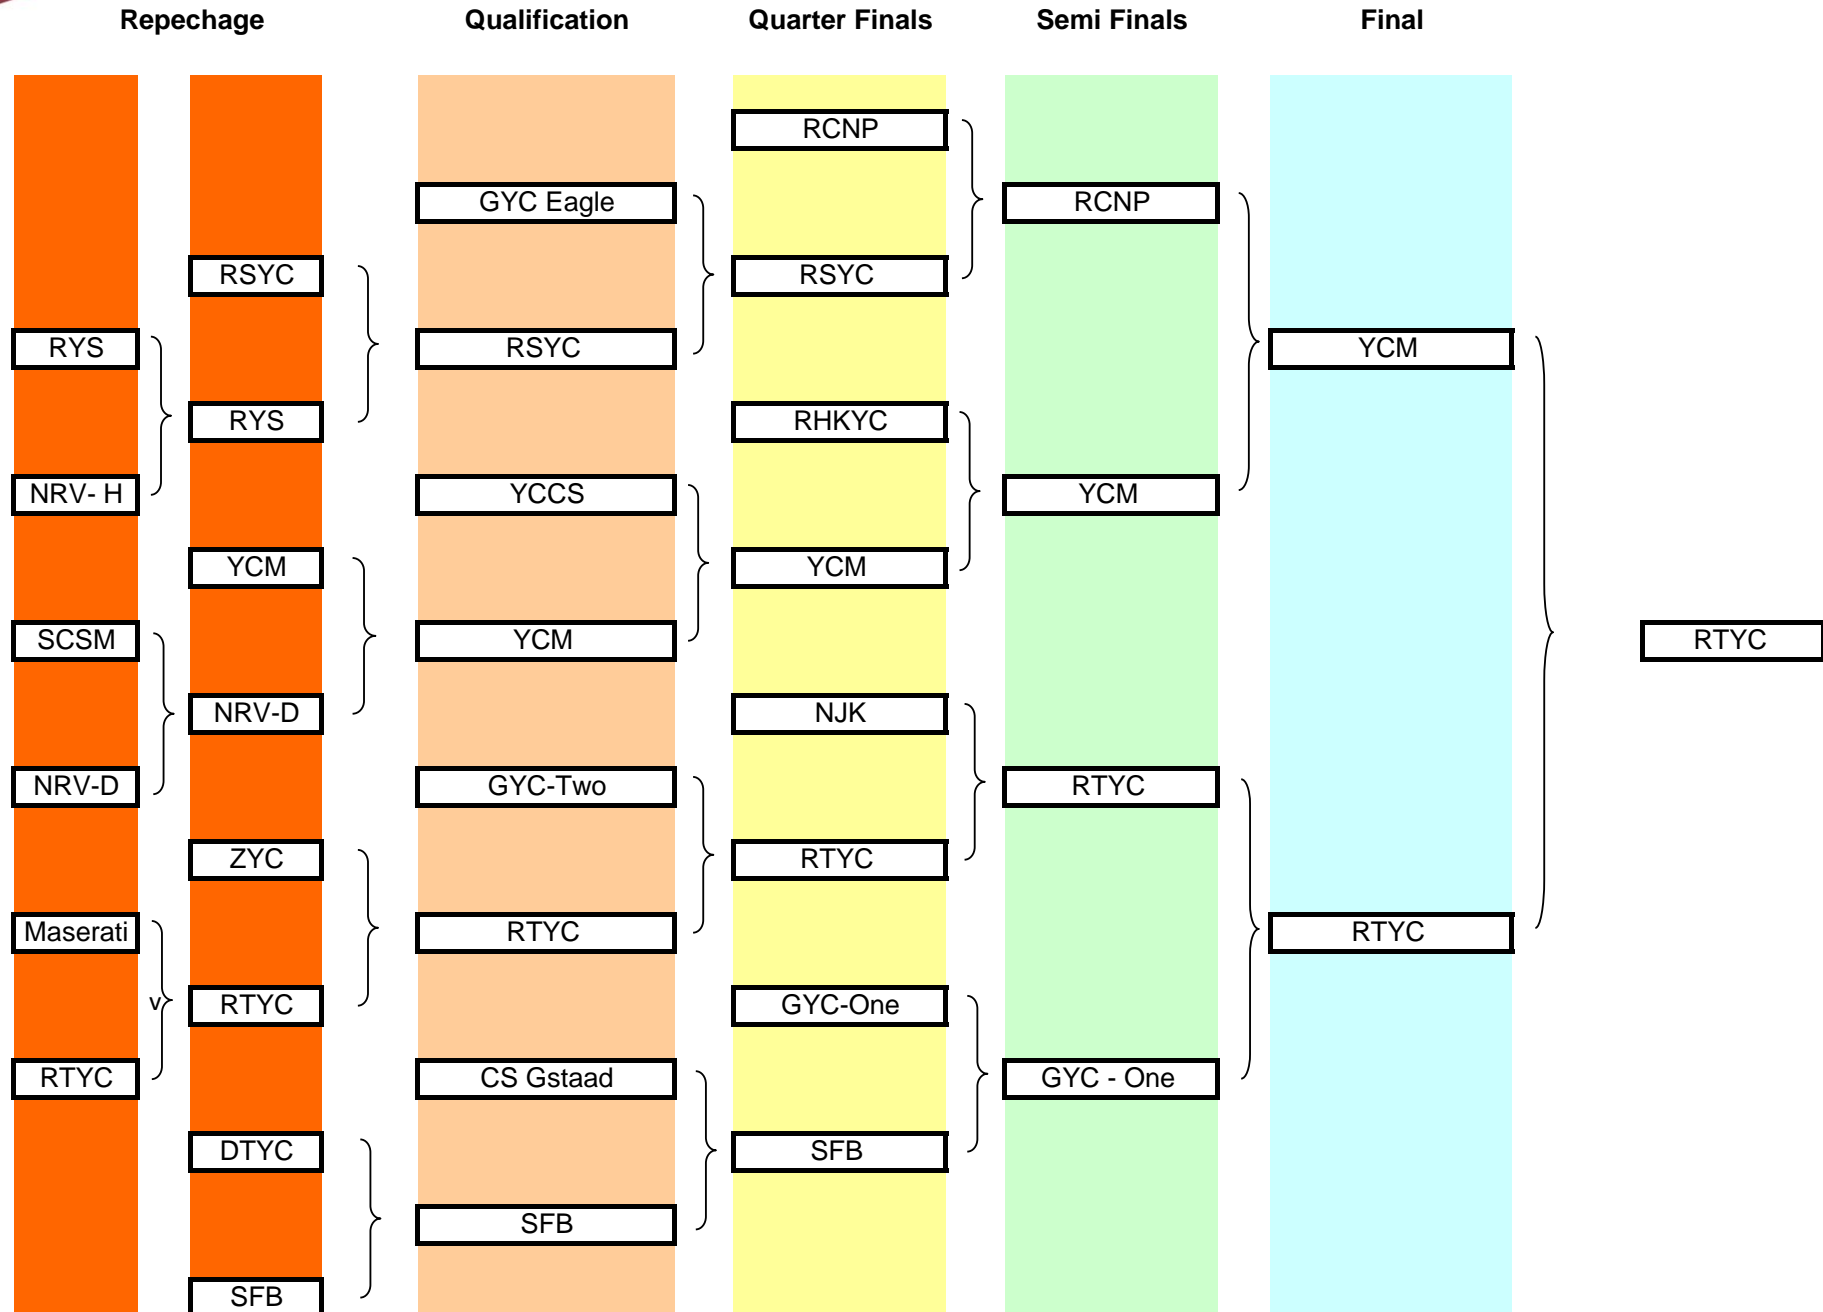 Repechage
Qualification
Quarter Finals
Semi Finals
Final
RCNP
GYC Eagle
RCNP
RSYC
RSYC
RYS
RSYC
YCM
RYS
RHKYC
NRV- H
YCCS
YCM
YCM
YCM
SCSM
YCM
RTYC
NRV-D
NJK
NRV-D
GYC-Two
RTYC
ZYC
RTYC
Maserati
RTYC
RTYC
v
RTYC
GYC-One
RTYC
CS Gstaad
GYC - One
DTYC
SFB
SFB
SFB